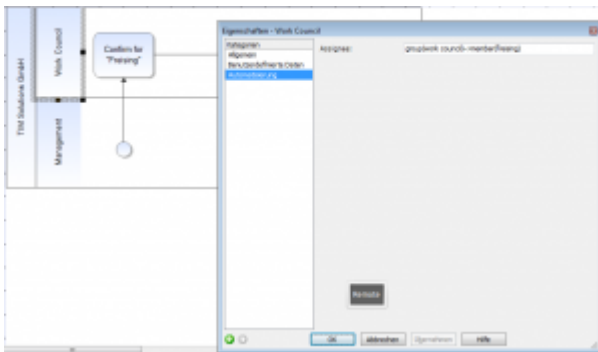 TIM Solutions GmbH
Work Council
Management
Confirm for
"Freising"
Eigenschaften - Work Council
Kategorien
Allgemein
Benutzerdefinierte Daten
Automatisierung
Assignee:
group(work council)->member(freising)
Remote
OK
Abbrechen
Übernehmen
Hilfe